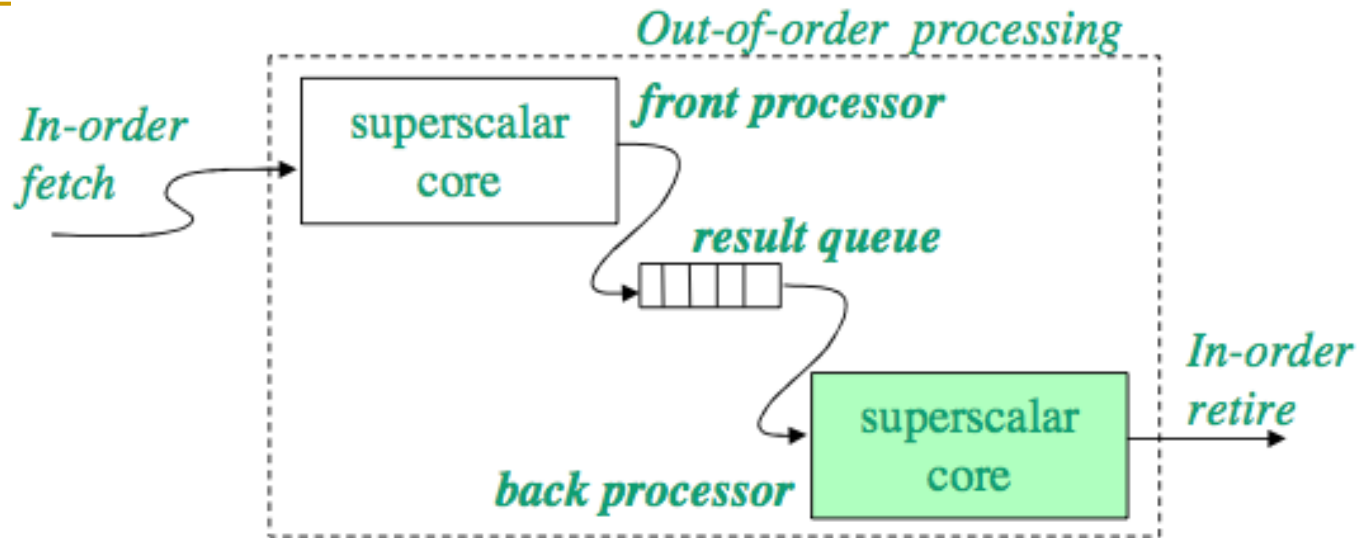 Out-of-order processing
In-order
fetch
superscalar
core
front processor
result queue
superscalar
core
back processor
In-order
retire